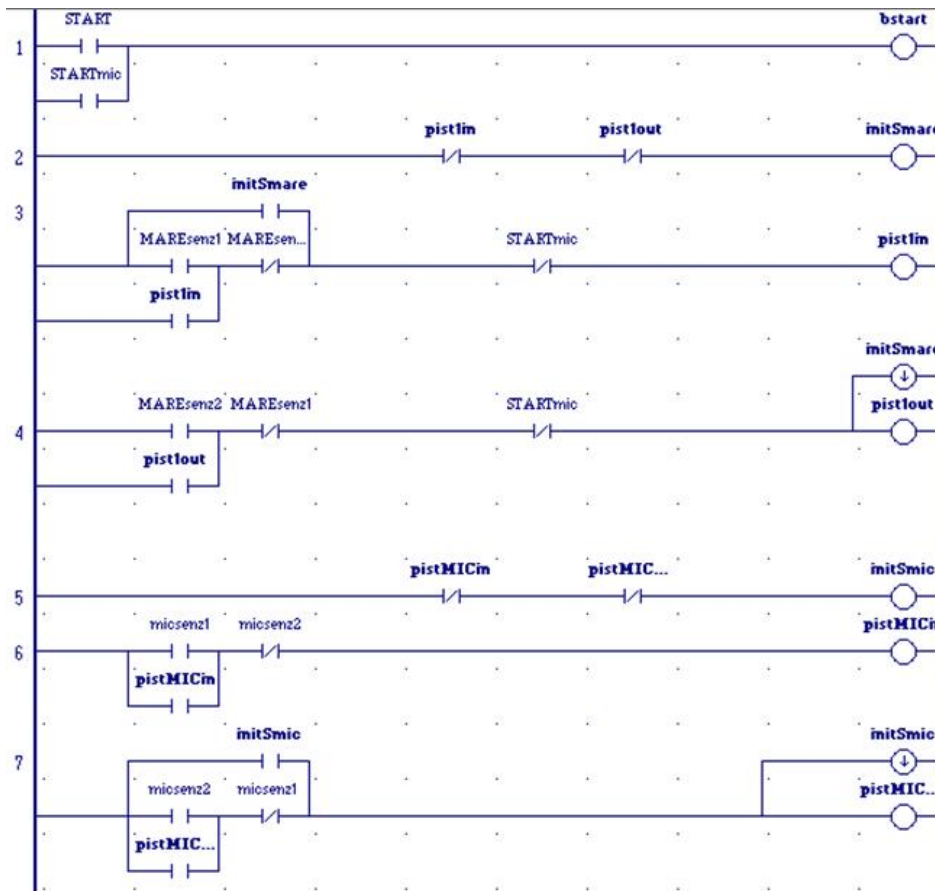 START bstart
1
STARTmic
pist1in pist1out initSmare
2
initSmare
3
MAREsenz1 MAREsen... STARTmic pist1in
pist1in
initSmare
MAREsenz2 MAREsenz1 STARTmic pist1out
4
pist1out
pistMICin pistMIC... initSmic
5
micsenz1 micsenz2 pistMICin
6
pistMICin
initSmic initSmic
7
micsenz2 micsenz1 pistMIC...
pistMIC...